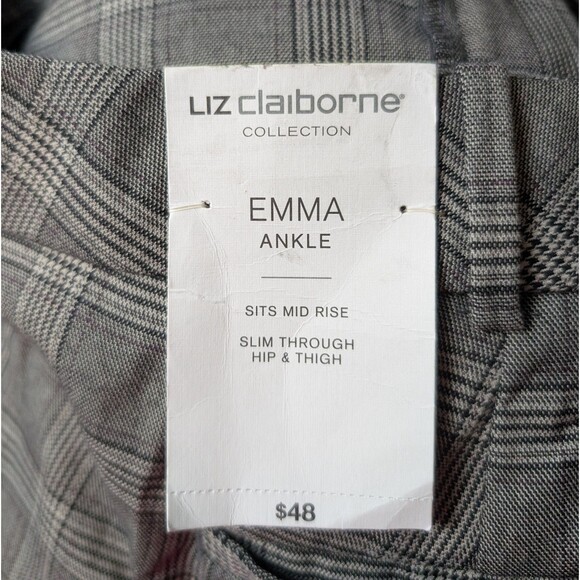 LIZ claiborne®
COLLECTION
EMMA
ANKLE
SITS MID RISE
SLIM THROUGH
HIP & THIGH
$48